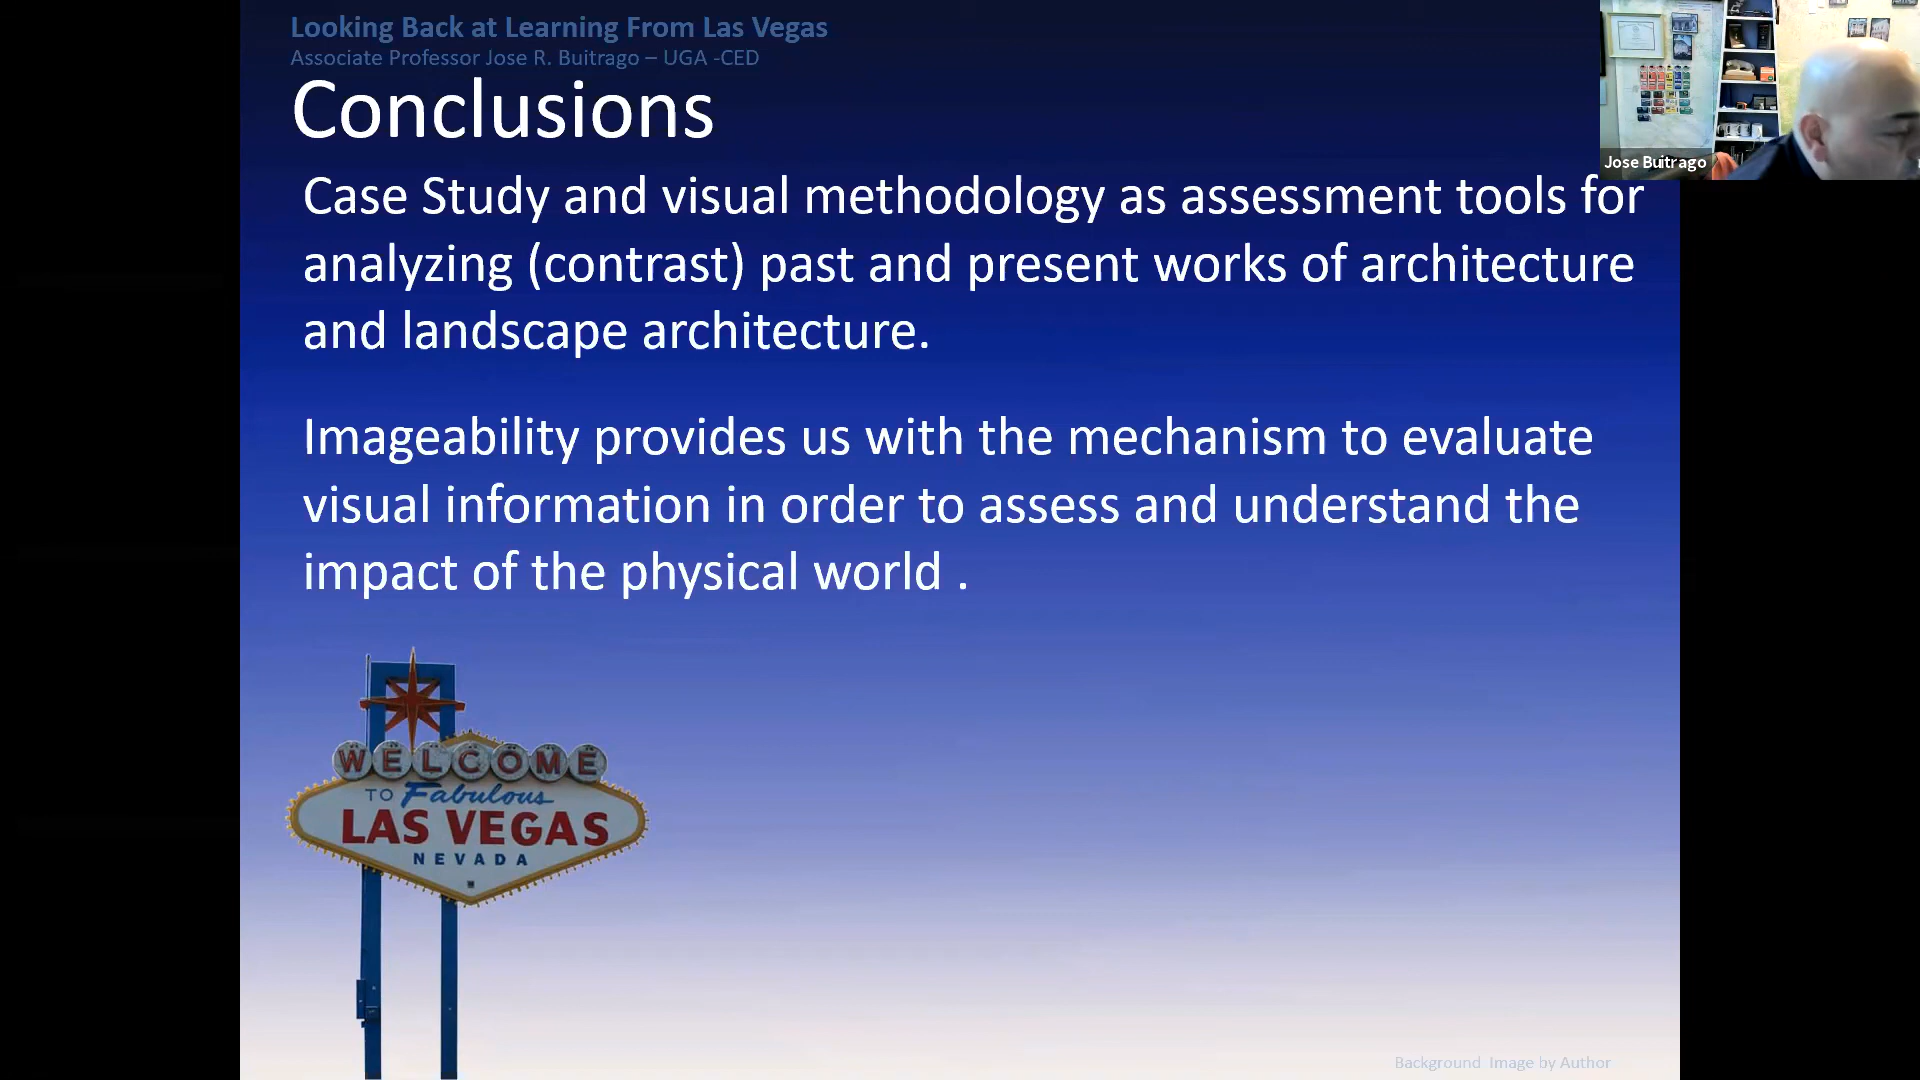 Looking Back at Learning From Las Vegas
Associate Professor Jose R. Buitrago – UGA -CED
Conclusions
Jose Buitrago
Case Study and visual methodology as assessment tools for
analyzing (contrast) past and present works of architecture
and landscape architecture.
Imageability provides us with the mechanism to evaluate
visual information in order to assess and understand the
impact of the physical world .
WELCOME
TO Fabulous
LAS VEGAS
NEVADA
Background Image by Author